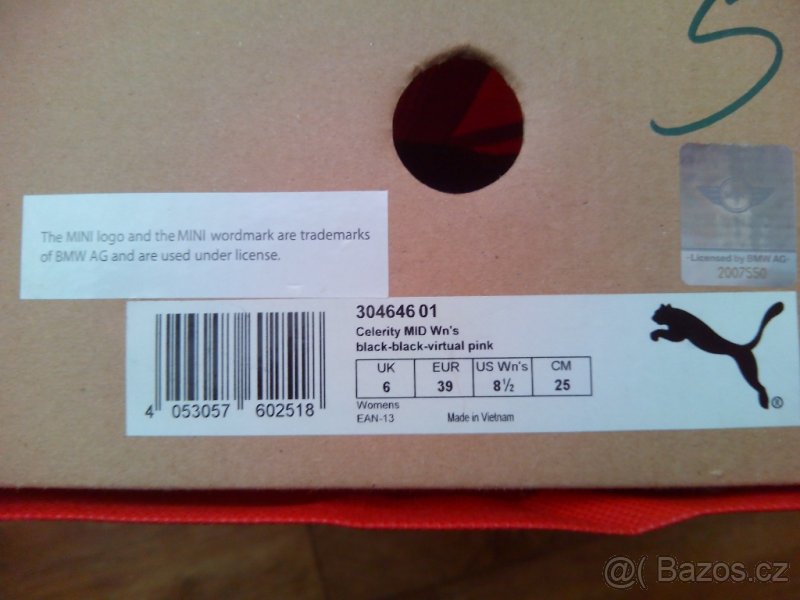 5
The MINI logo and the MINI wordmark are trademarks
of BMW AG and are used under license.
-Licensed by BMW AG-
2007550
304646 01
Celerity MID Wn's
black-black-virtual pink
UK EUR US Wn's CM
6 39 8½ 25
Womens
EAN-13 Made in Vietnam
4 053057 602518
®
@( Bazos.cz